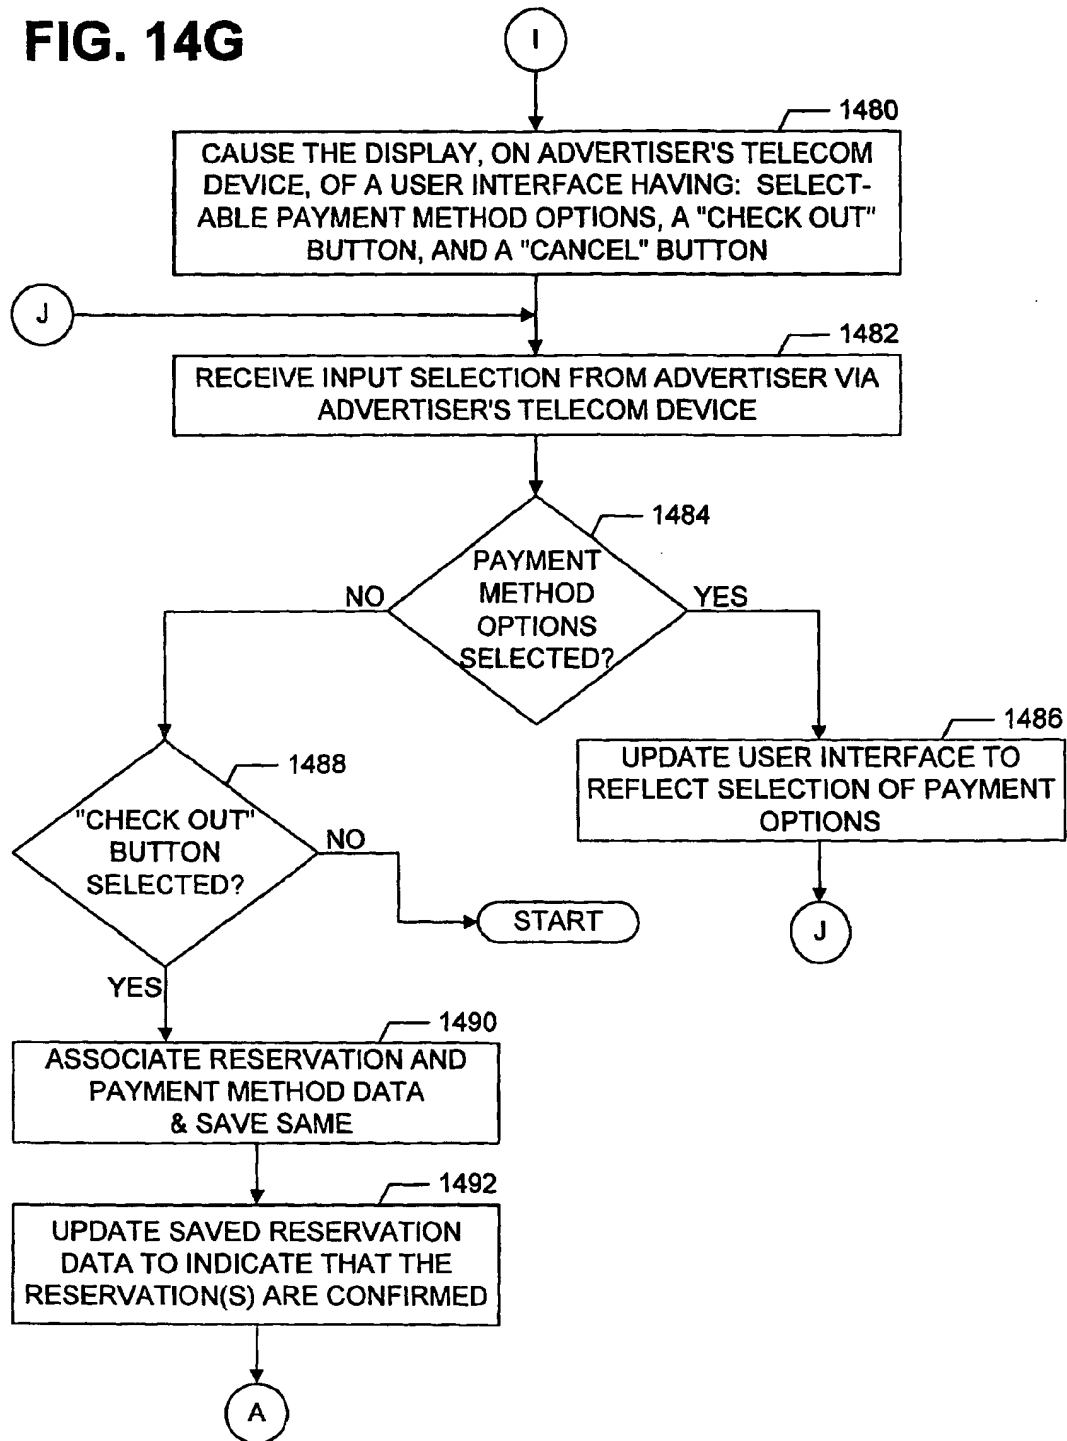 FIG. 14G
I
1480
CAUSE THE DISPLAY, ON ADVERTISER'S TELECOM
DEVICE, OF A USER INTERFACE HAVING: SELECT-
ABLE PAYMENT METHOD OPTIONS, A "CHECK OUT"
BUTTON, AND A "CANCEL" BUTTON
J
1482
RECEIVE INPUT SELECTION FROM ADVERTISER VIA
ADVERTISER'S TELECOM DEVICE
1484
PAYMENT
METHOD
OPTIONS
SELECTED?
NO
YES
1486
UPDATE USER INTERFACE TO
REFLECT SELECTION OF PAYMENT
OPTIONS
J
1488
"CHECK OUT"
BUTTON
SELECTED?
NO
START
YES
1490
ASSOCIATE RESERVATION AND
PAYMENT METHOD DATA
& SAVE SAME
1492
UPDATE SAVED RESERVATION
DATA TO INDICATE THAT THE
RESERVATION(S) ARE CONFIRMED
A